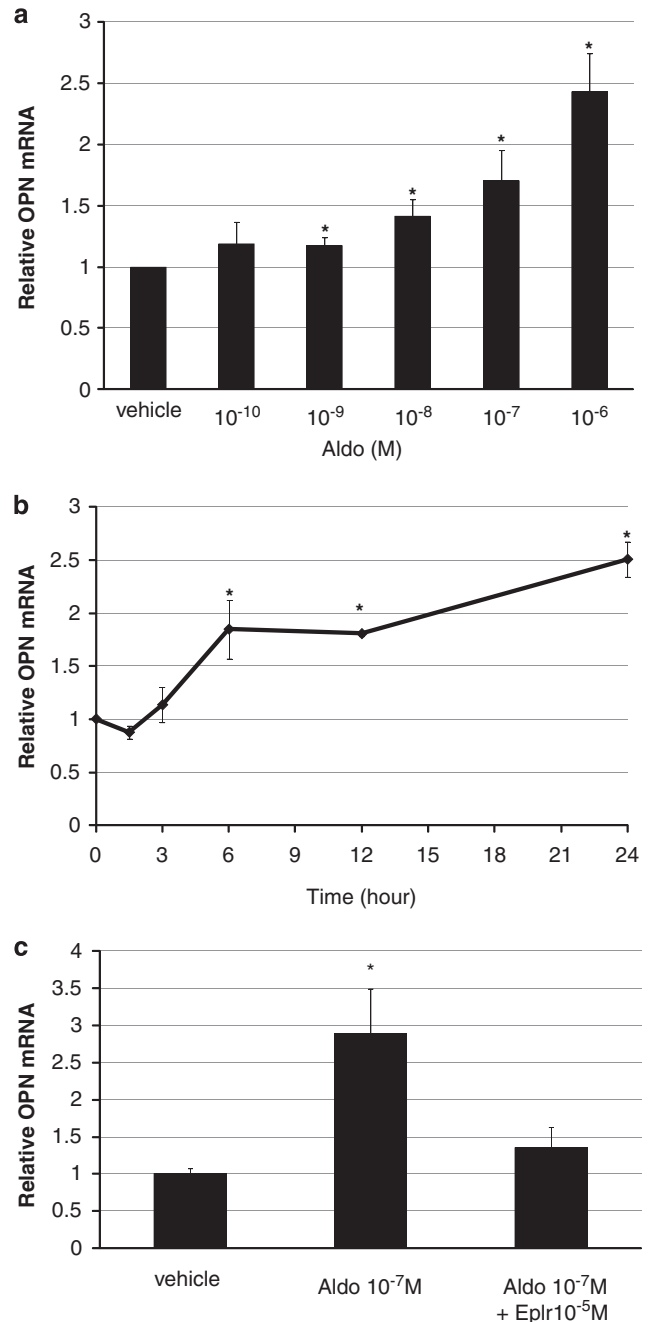 a
3
2.5
2
1.5
1
0.5
0
Relative OPN mRNA
* * * * *
vehicle 10-10 10-9 10-8 10-7 10-6
Aldo (M)
b
3
2.5
2
1.5
1
0.5
0
Relative OPN mRNA
* * *
0 3 6 9 12 15 18 21 24
Time (hour)
c
4
3.5
3
2.5
2
1.5
1
0.5
0
Relative OPN mRNA
*
vehicle Aldo 10-7M Aldo 10-7M
+ Eplr10-5M